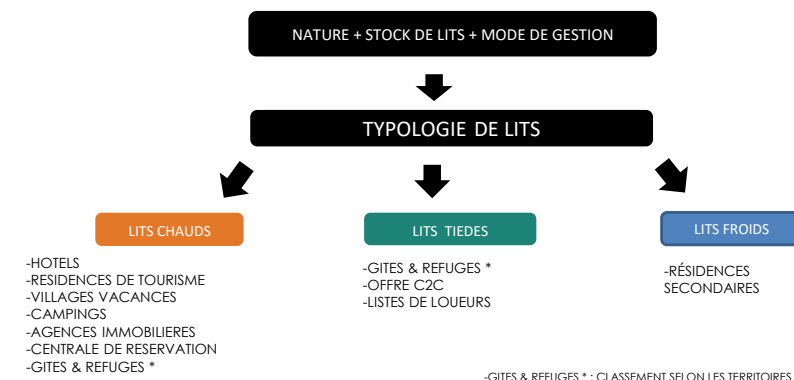 NATURE + STOCK DE LITS + MODE DE GESTION
TYPOLOGIE DE LITS
LITS CHAUDS
-HOTELS
-RESIDENCES DE TOURISME
-VILLAGES VACANCES
-CAMPINGS
-AGENCES IMMOBILIERES
-CENTRALE DE RESERVATION
-GITES & REFUGES *
LITS TIEDES
-GITES & REFUGES *
-OFFRE C2C
-LISTES DE LOUEURS
LITS FROIDS
-RÉSIDENCES
SECONDAIRES
-GITES & REFUGES * : CLASSEMENT SELON LES TERRITOIRES